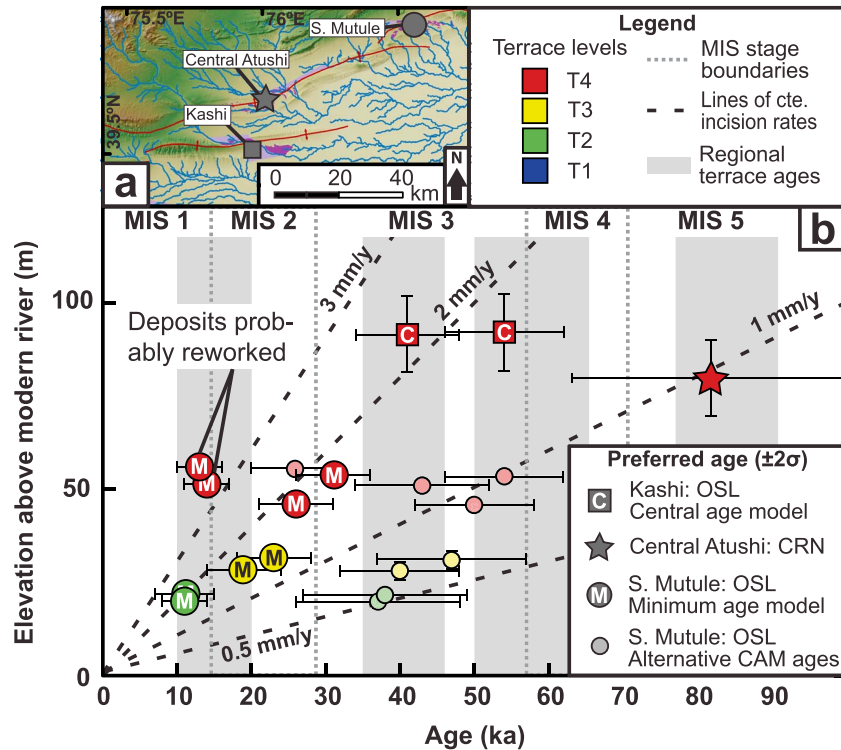 75.5°E
76°E
39.5°N
S. Mutule
Central Atushi
Kashi
0
20
40
km
N
a
Legend
Terrace levels
T4
T3
T2
T1
MIS stage
boundaries
Lines of cte.
incision rates
Regional
terrace ages
MIS 1
MIS 2
MIS 3
MIS 4
MIS 5
b
Elevation above modern river (m)
100
50
0
Deposits prob-
ably reworked
3 mm/y
2 mm/y
1 mm/y
0.5 mm/y
C
C
M
M
M
M
M
M
M
M
Preferred age (±2σ)
C
Kashi: OSL
Central age model
Central Atushi: CRN
M
S. Mutule: OSL
Minimum age model
S. Mutule: OSL
Alternative CAM ages
0
10
20
30
40
50
60
70
80
90
Age (ka)